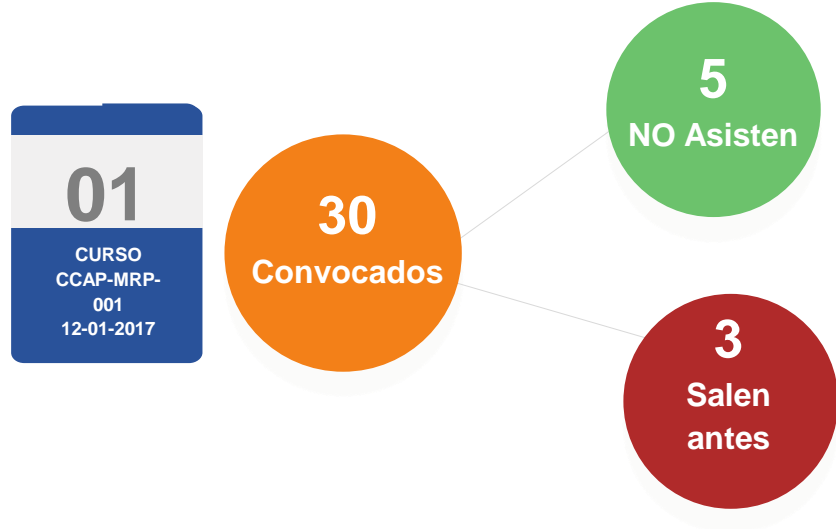 01
CURSO
CCAP-MRP-
001
12-01-2017
30
Convocados
5
NO Asisten
3
Salen
antes